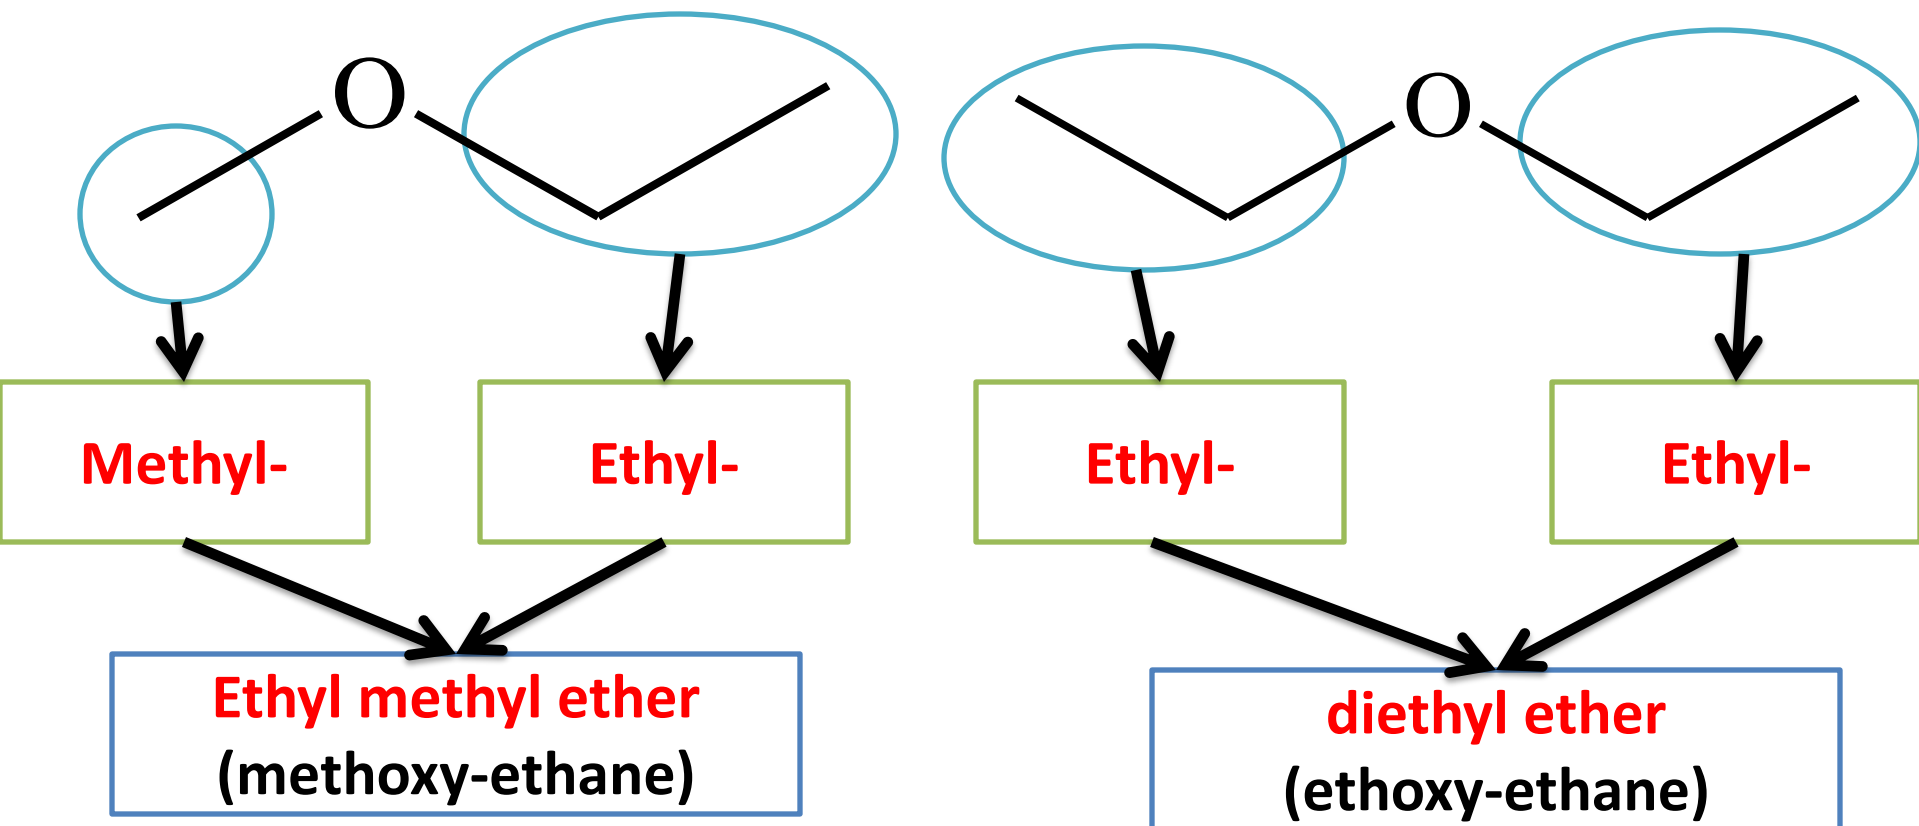 O
O
Methyl-
Ethyl-
Ethyl-
Ethyl-
Ethyl methyl ether
(methoxy-ethane)
diethyl ether
(ethoxy-ethane)